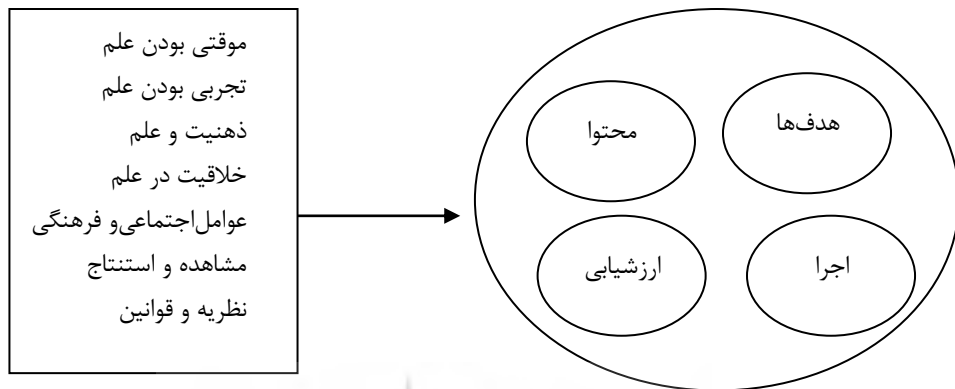 موقتی بودن علم
تجربی بودن علم
ذهنیت و علم
خلاقیت در علم
عوامل‌اجتماعی‌و فرهنگی
مشاهده و استنتاج
نظریه و قوانین
هدف‌ها
محتوا
اجرا
ارزشیابی